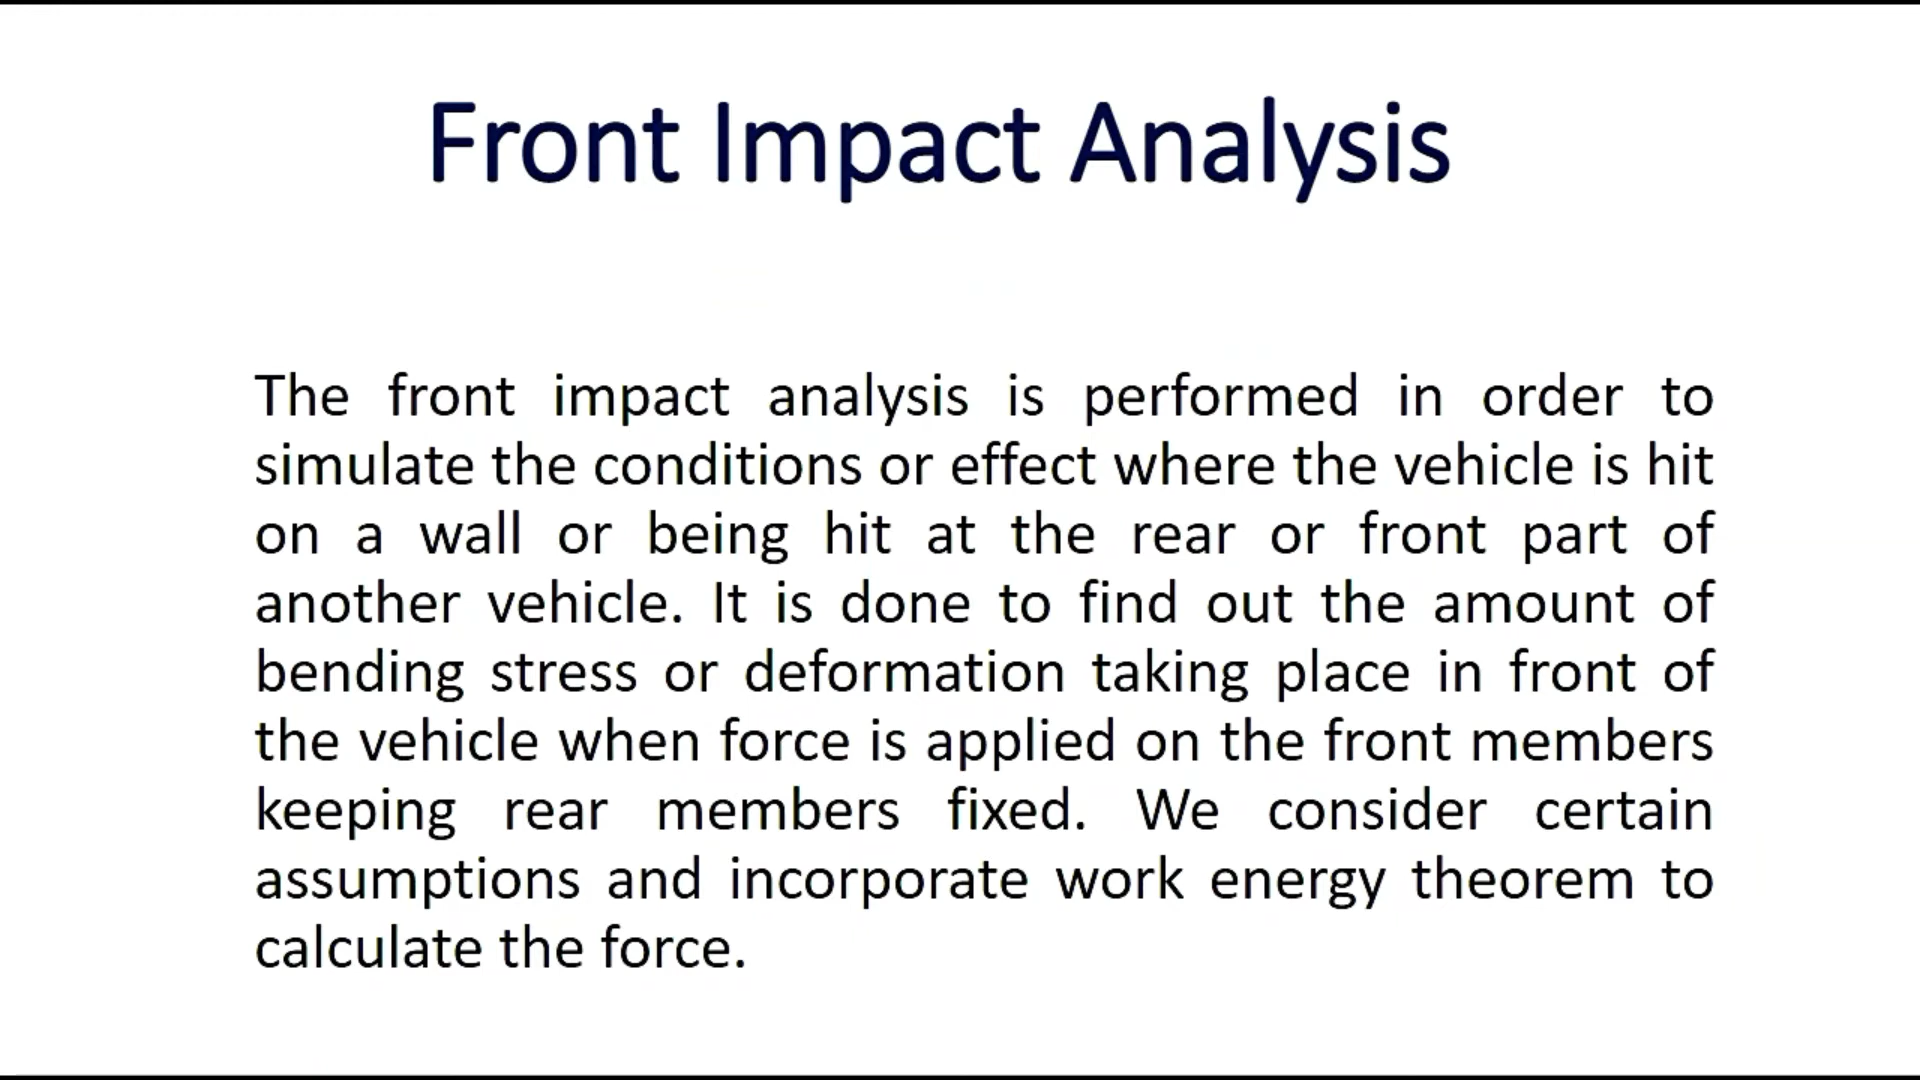 Front Impact Analysis
The front impact analysis is performed in order to
simulate the conditions or effect where the vehicle is hit
on a wall or being hit at the rear or front part of
another vehicle. It is done to find out the amount of
bending stress or deformation taking place in front of
the vehicle when force is applied on the front members
keeping rear members fixed. We consider certain
assumptions and incorporate work energy theorem to
calculate the force.